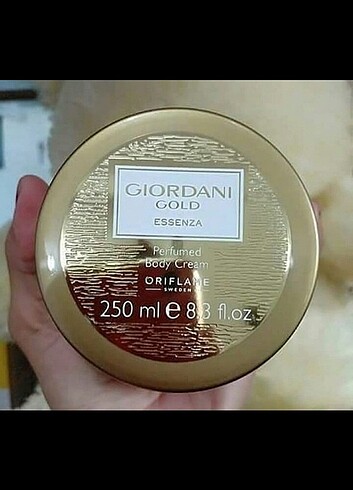 GIORDANI
GOLD
ESSENZA
Perfumed
Body Cream
ORIFLAME
SWEDEN
250 ml ℮ 8.3 fl.oz